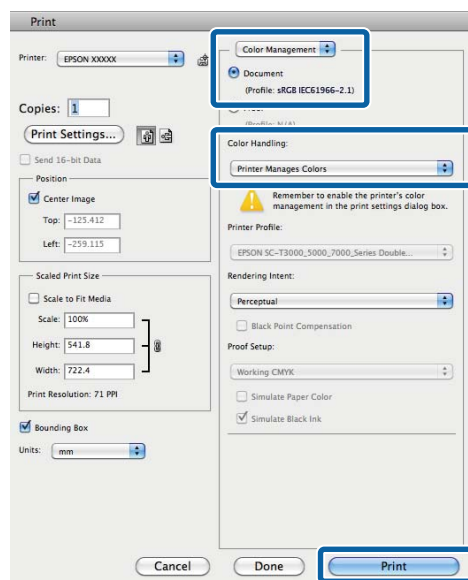 Print
Printer: EPSON XXXXX
Copies: 1
Print Settings...
Send 16-bit Data
Position
Center Image
Top: -125.412
Left: -259.115
Scaled Print Size
Scale to Fit Media
Scale: 100%
Height: 541.8
Width: 722.4
Print Resolution: 71 PPI
Bounding Box
Units: mm
Color Management
Document
(Profile: sRGB IEC61966-2.1)
(Profile: N/A)
Color Handling:
Printer Manages Colors
Remember to enable the printer's color
management in the print settings dialog box.
Printer Profile:
EPSON SC-T3000_5000_7000_Series Double...
Rendering Intent:
Perceptual
Black Point Compensation
Proof Setup:
Working CMYK
Simulate Paper Color
Simulate Black Ink
Cancel
Done
Print